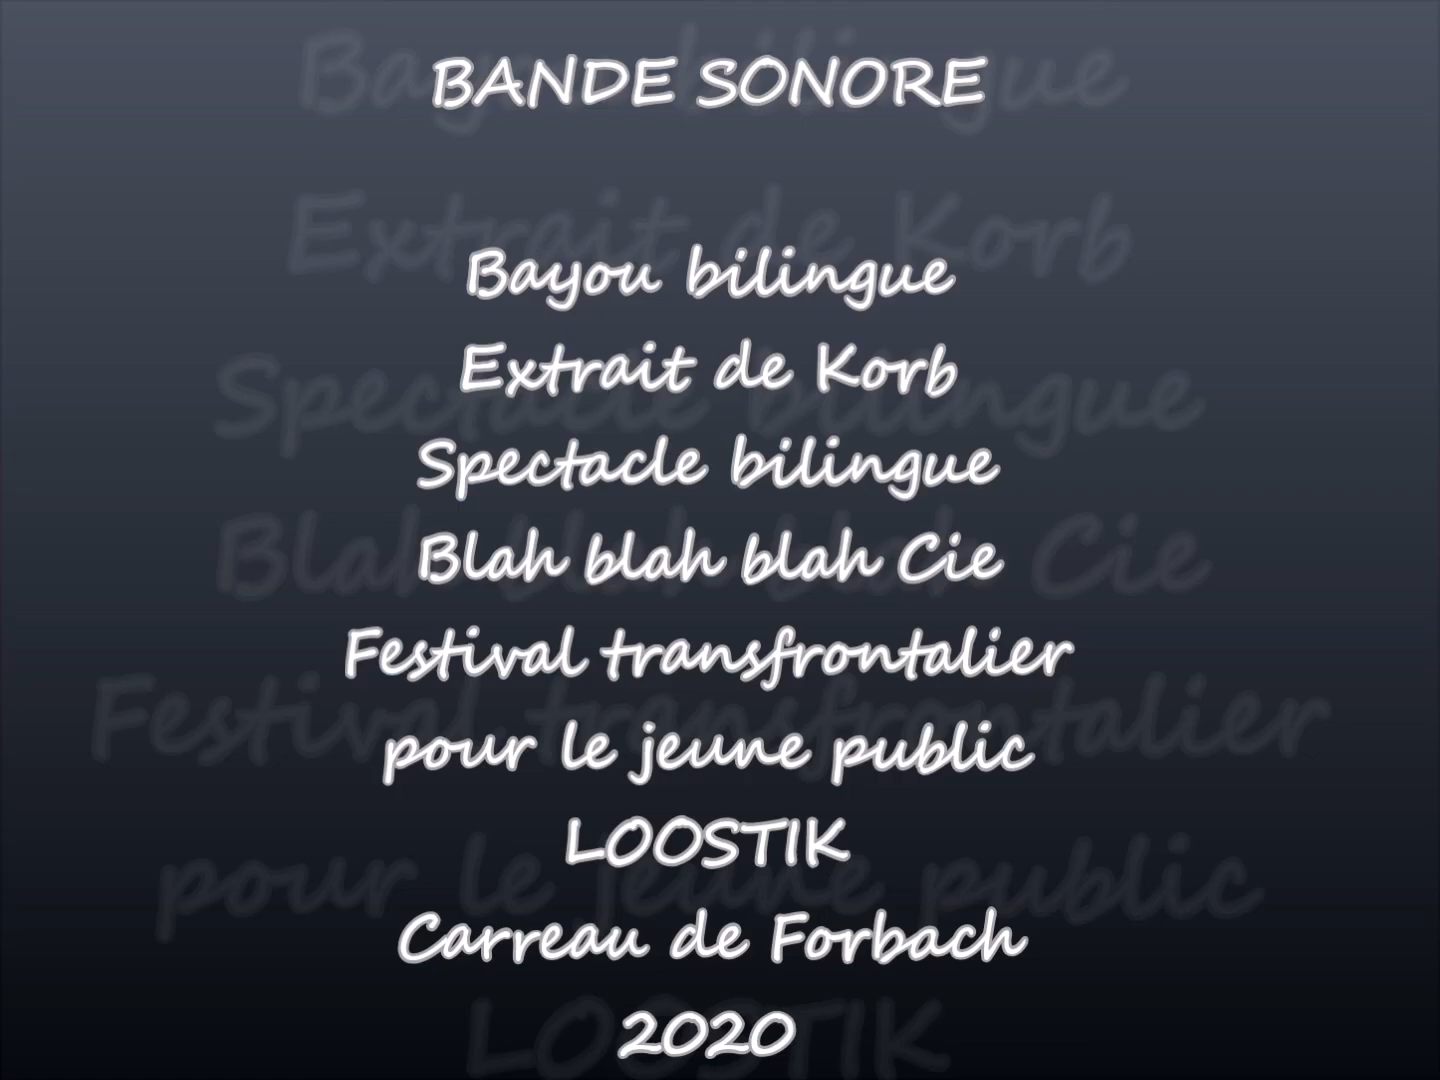 BANDE SONORE
Bayou bilingue
Extrait de Korb
Spectacle bilingue
Blah blah blah Cie
Festival transfrontalier
pour le jeune public
LOOSTIK
Carreau de Forbach
2020